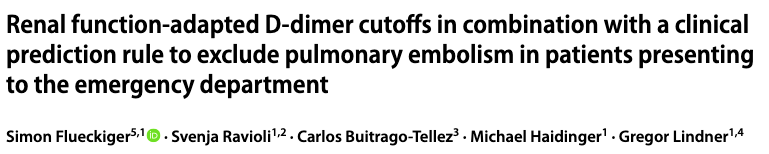 Renal function-adapted D-dimer cutoffs in combination with a clinical
prediction rule to exclude pulmonary embolism in patients presenting
to the emergency department
Simon Flueckiger5,1 iD · Svenja Ravioli1,2 · Carlos Buitrago-Tellez3 · Michael Haidinger1 · Gregor Lindner1,4